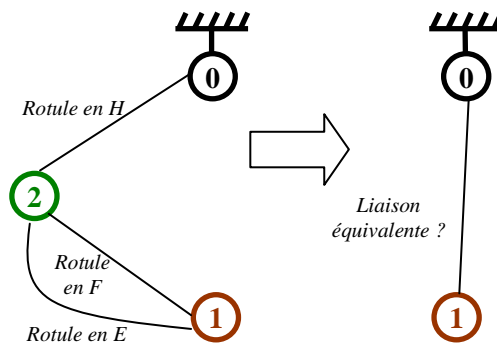 0
0
Rotule en H
2
Liaison
équivalente ?
Rotule
en F
1
1
Rotule en E